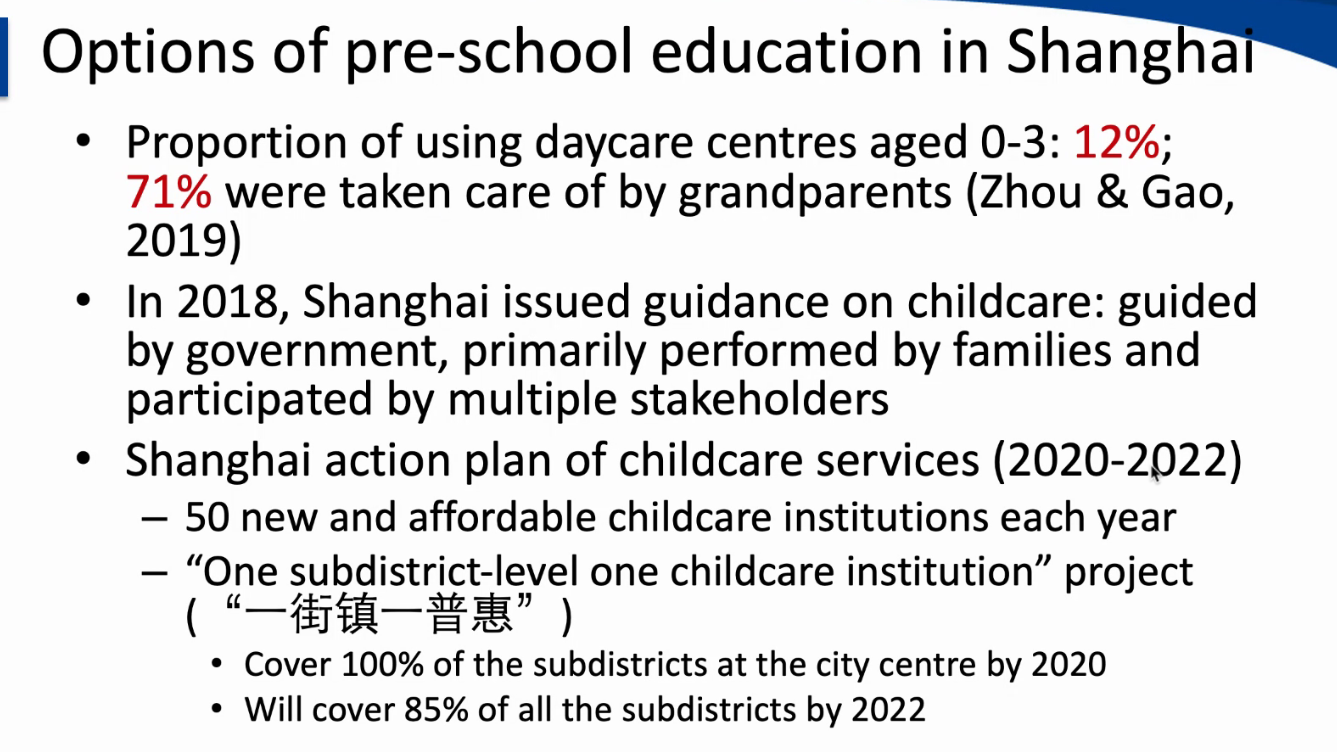 Options of pre-school education in Shanghai
• Proportion of using daycare centres aged 0-3: 12%;
71% were taken care of by grandparents (Zhou & Gao,
2019)
• In 2018, Shanghai issued guidance on childcare: guided
by government, primarily performed by families and
participated by multiple stakeholders
• Shanghai action plan of childcare services (2020-2022)
– 50 new and affordable childcare institutions each year
– “One subdistrict-level one childcare institution” project
(“一街镇一普惠”)
• Cover 100% of the subdistricts at the city centre by 2020
• Will cover 85% of all the subdistricts by 2022